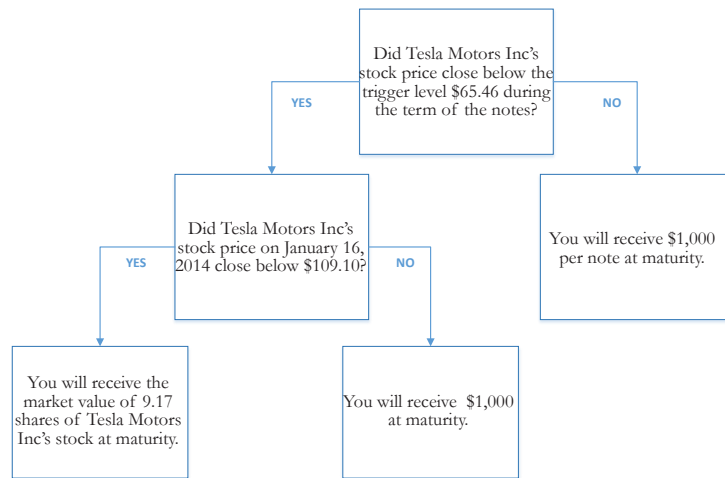 Did Tesla Motors Inc's
stock price close below the
trigger level $65.46 during
the term of the notes?
YES
NO
Did Tesla Motors Inc's
stock price on January 16,
2014 close below $109.10?
You will receive $1,000
per note at maturity.
YES
NO
You will receive the
market value of 9.17
shares of Tesla Motors
Inc's stock at maturity.
You will receive  $1,000
at maturity.